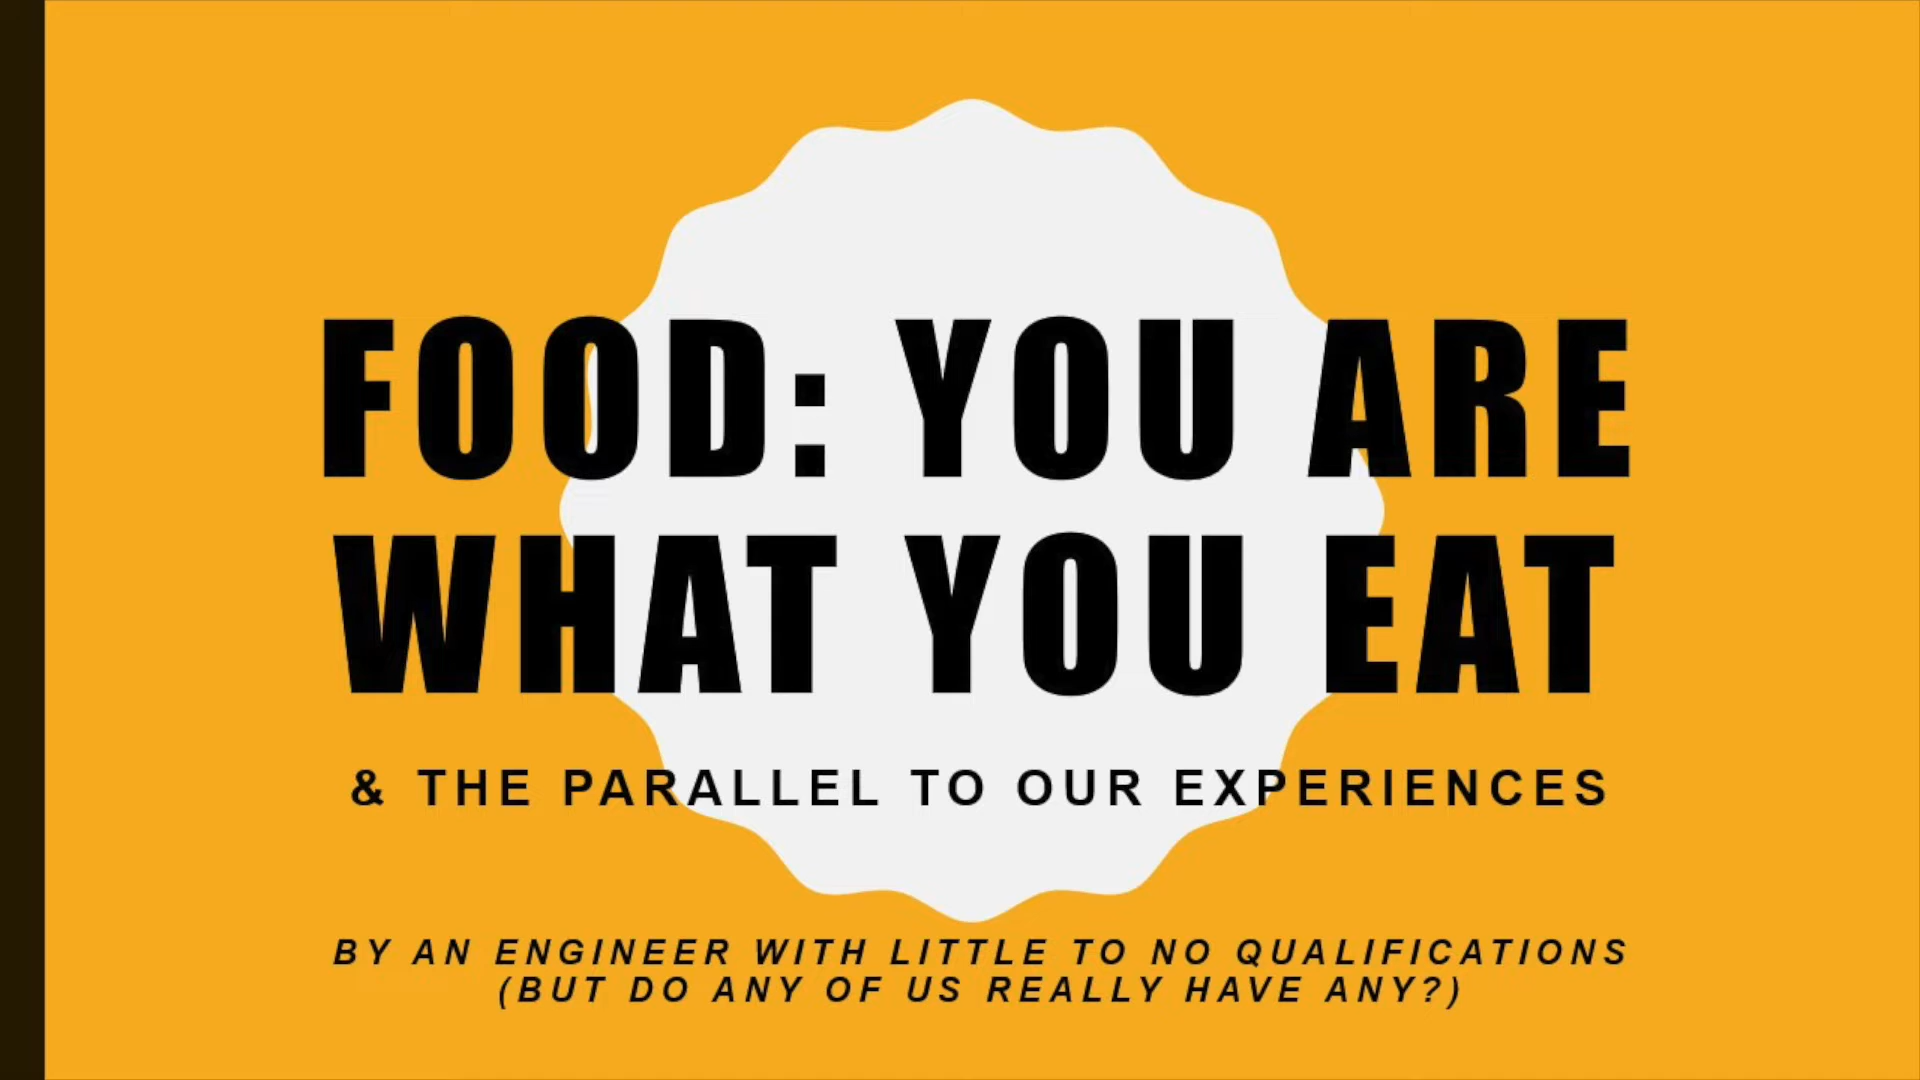 FOOD: YOU ARE
WHAT YOU EAT
& THE PARALLEL TO OUR EXPERIENCES
BY AN ENGINEER WITH LITTLE TO NO QUALIFICATIONS
(BUT DO ANY OF US REALLY HAVE ANY?)